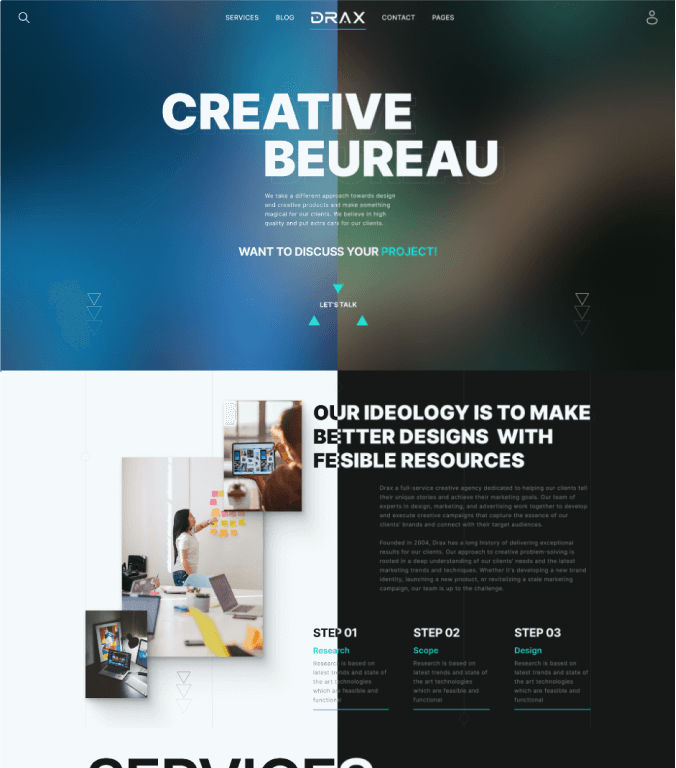 SERVICES BLOG DRAX CONTACT PAGES
CREATIVE
BEUREAU
We take a different approach towards design
and creative products and make something
magical for our clients. We believe in high
quality and put extra care for our clients.
WANT TO DISCUSS YOUR PROJECT!
LET'S TALK
OUR IDEOLOGY IS TO MAKE
BETTER DESIGNS WITH
FESIBLE RESOURCES
Drax a full-service creative agency dedicated to helping our clients tell
their unique stories and achieve their marketing goals. Our team of
experts in design, marketing, and advertising work together to develop
and execute creative campaigns that capture the essence of our
clients' brands and connect with their target audiences.
Founded in 2004, Drax has a long history of delivering exceptional
results for our clients. Our approach to creative problem-solving is
rooted in a deep understanding of our clients' needs and the latest
marketing trends and techniques. Whether it's developing a new brand
identity, launching a new product, or revitalizing a stale marketing
campaign, our team is up to the challenge.
STEP 01
Research
Research is based on
latest trends and state of
the art technologies
which are feasible and
functional
STEP 02
Scope
Research is based on
latest trends and state of
the art technologies
which are feasible and
functional
STEP 03
Design
Research is based on
latest trends and state of
the art technologies
which are feasible and
functional
SERVICES